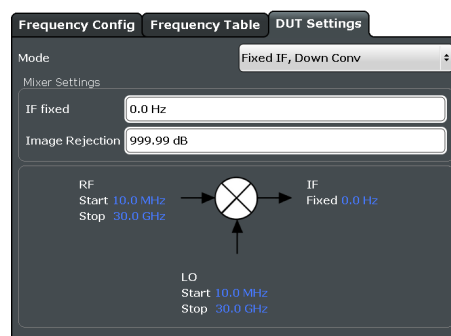 Frequency Config Frequency Table DUT Settings
Mode Fixed IF, Down Conv
Mixer Settings
IF fixed 0.0 Hz
Image Rejection 999.99 dB
RF
Start 10.0 MHz
Stop 30.0 GHz
IF
Fixed 0.0 Hz
LO
Start 10.0 MHz
Stop 30.0 GHz